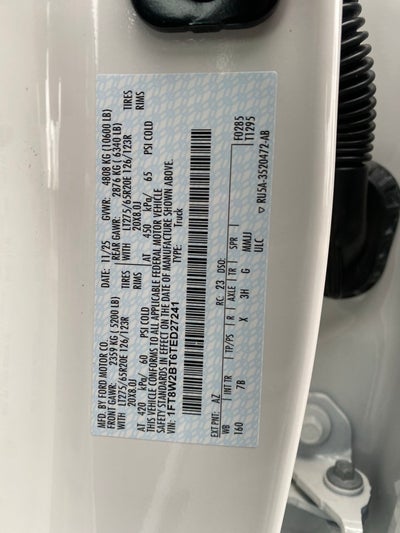 MFD. BY FORD MOTOR CO.
DATE: 11/25 GVWR: 4808 KG (10600 LB)
FRONT GAWR: 2359 KG (5200 LB) REAR GAWR: 2876 KG (6340 LB)
WITH LT275/65R20E 126/123R TIRES WITH LT275/65R20E 126/123R TIRES
20X8.0J RIMS 20X8.0J RIMS
AT 420 kPa/ 60 PSI COLD AT 450 kPa/ 65 PSI COLD
THIS VEHICLE CONFORMS TO ALL APPLICABLE FEDERAL MOTOR VEHICLE
SAFETY STANDARDS IN EFFECT ON THE DATE OF MANUFACTURE SHOWN ABOVE.
VIN: 1FT8W2BT6TED27241 TYPE: Truck
F0285
T1295
EXT PNT: AZ RC: 23 DSO:
WB INT TR TP/PS R AXLE TR SPR
160 7B X 3H G MMUJ
ULC
RU5A-3520472-AB